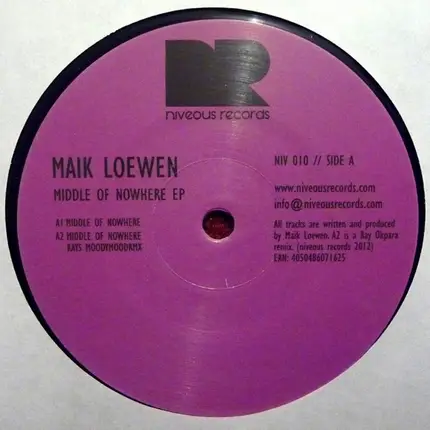 niveous records
MAIK LOEWEN
MIDDLE OF NOWHERE EP
A1 MIDDLE OF NOWHERE
A2 MIDDLE OF NOWHERE
RAYS MOODYHOODRMX
NIV 010 // SIDE A
www.niveousrecords.com
info@niveousrecords.com
All tracks are written and produced
by Maik Loewen. A2 is a Ray Okpara
remix. (niveous records 2012)
EAN: 4050486071625